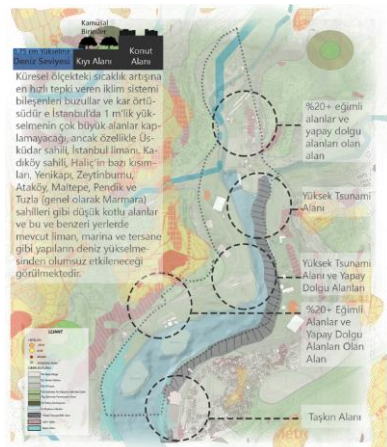 Kamusal
Birimler
0,75 cm Yükselme
Deniz Seviyesi
Kıyı Alanı
Konut
Alanı
Küresel ölçekteki sıcaklık artışına
en hızlı tepki veren iklim sistemi
bileşenleri buzullar ve kar örtü-
südür e İstanbul'da 1 m'lik yük-
selmenin çok büyük alanlar kap-
lamayacağı, ancak özellikle Üs-
küdar sahili, İstanbul limanı, Ka-
dıköy sahili, Haliç'in bazı kısım-
ları, Yenikapı, Zeytinburnu,
Ataköy, Maltepe, Pendik ve
Tuzla (genel olarak Marmara)
sahilleri gibi düşük kotlu alanlar
ve bu ve benzeri yerlerde
mevcut liman, marina ve tersane
gibi yapıların deniz yükselme-
sinden olumsuz etkileneceği
görülmektedir.
%20+ eğimli
alanlar ve
yapay dolgu
alanları olan
alan
Yüksek Tsunami
Alanı
Yüksek Tsunami
Alanı ve Yapay
Dolgu Alanları
%20+ Eğimli
Alanlar ve
Yapay Dolgu
Alanları Olan
Alan
Taşkın Alanı
LEJANT